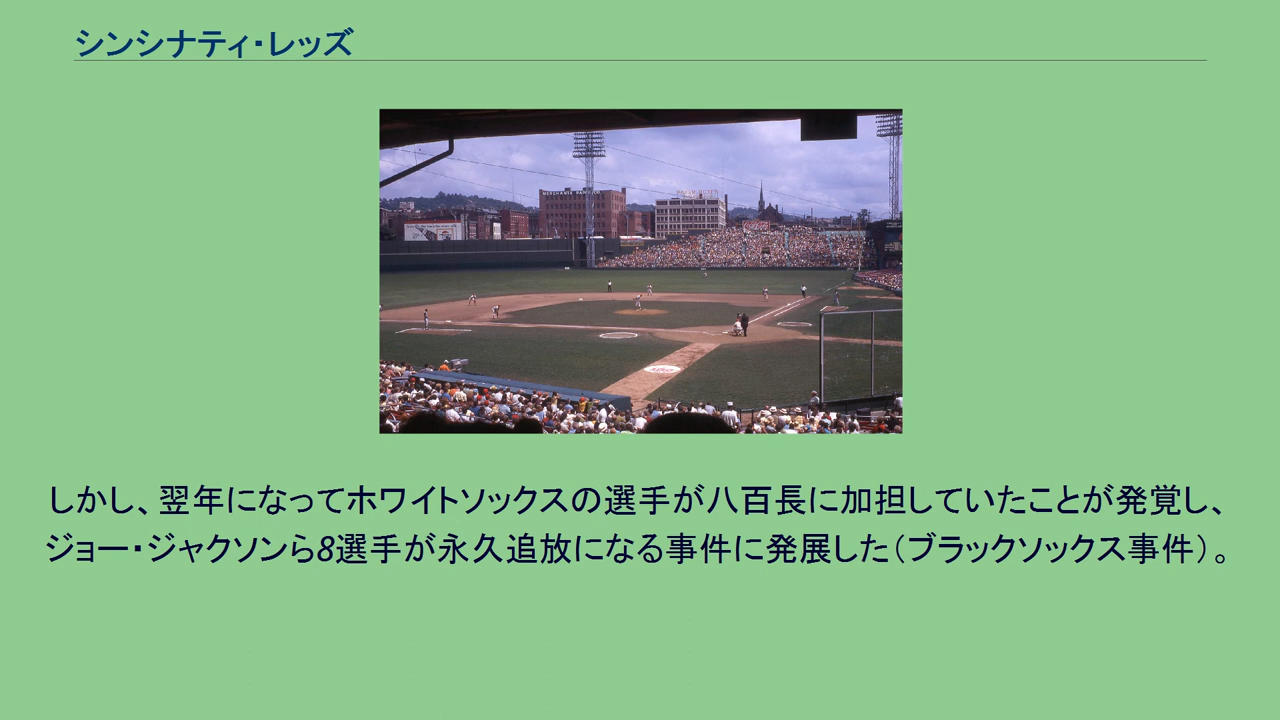 シンシナティ・レッズ
しかし、翌年になってホワイトソックスの選手が八百長に加担していたことが発覚し、
ジョー・ジャクソンら8選手が永久追放になる事件に発展した（ブラックソックス事件）。